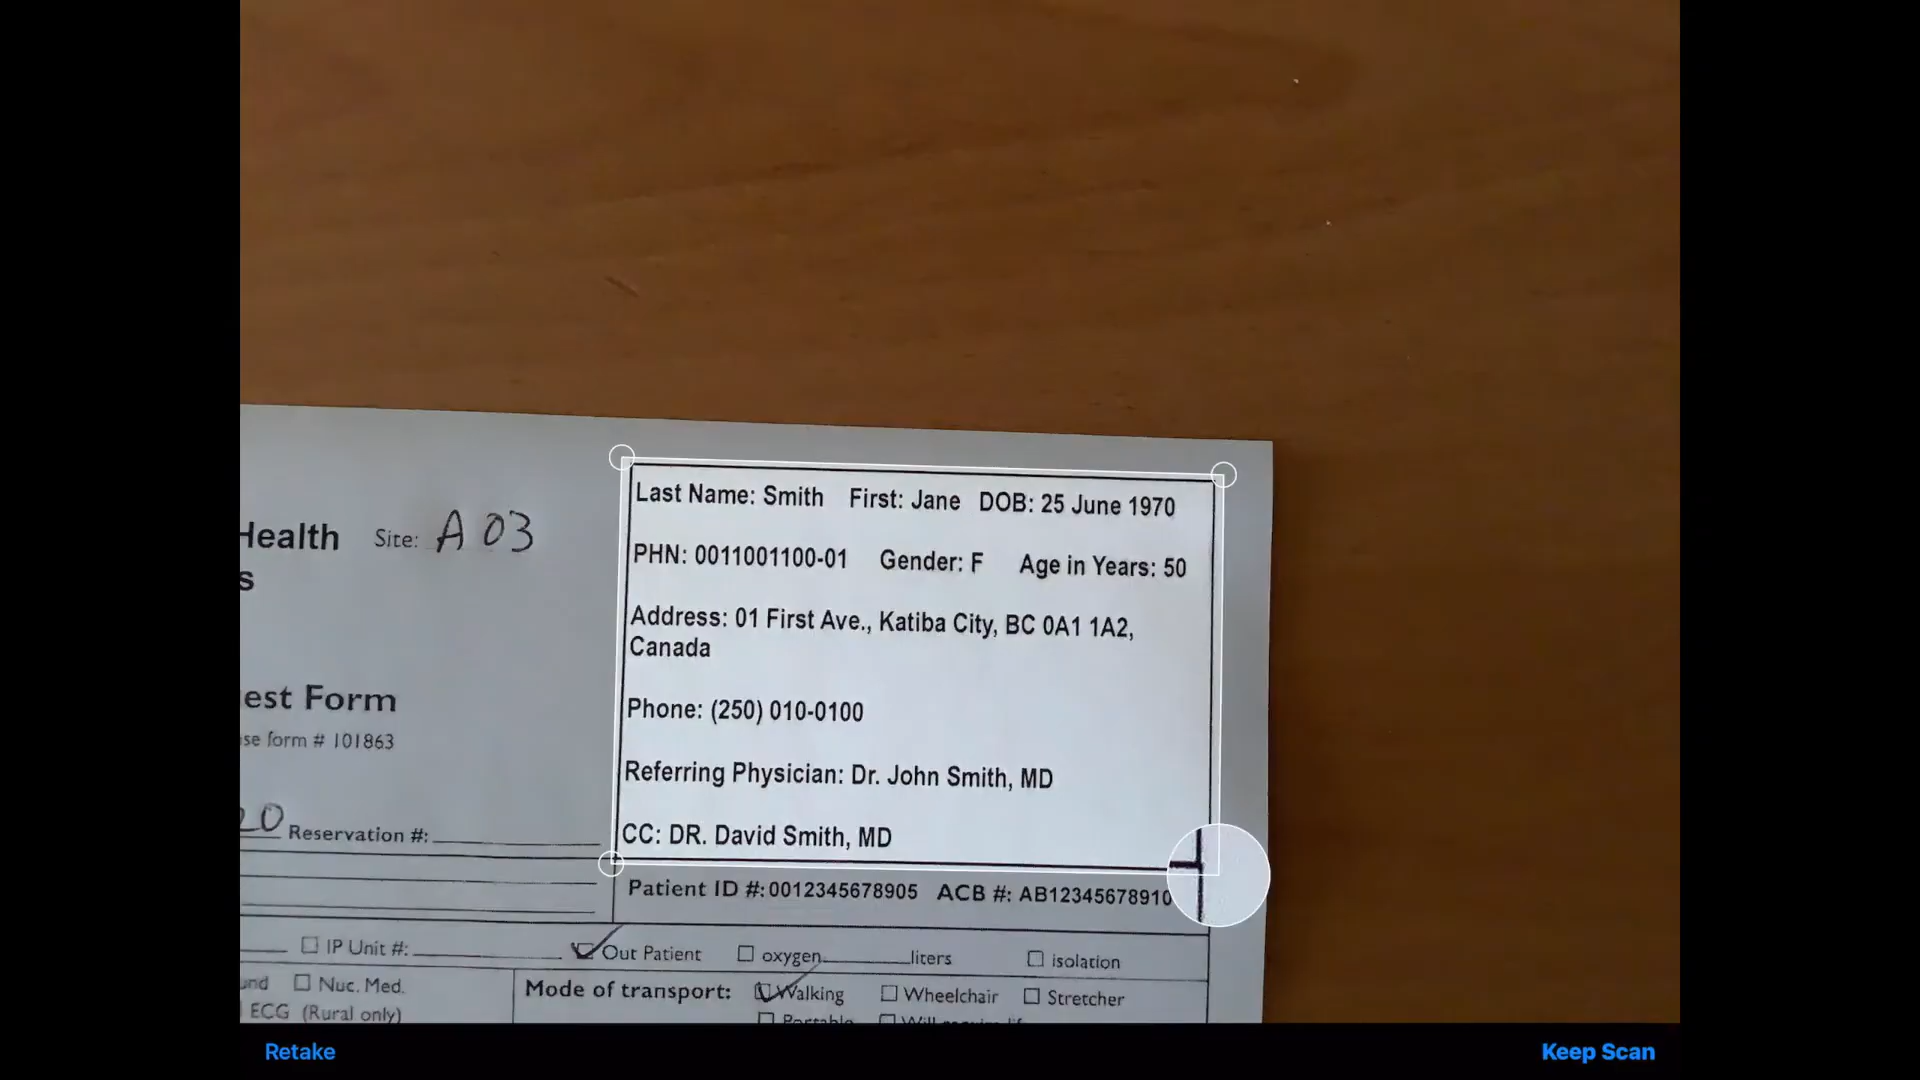 Last Name: Smith First: Jane DOB: 25 June 1970
Health Site: A 03
PHN: 0011001100-01 Gender: F Age in Years: 50
s
Address: 01 First Ave., Katiba City, BC 0A1 1A2,
Canada
est Form
Phone: (250) 010-0100
se form # 101863
Referring Physician: Dr. John Smith, MD
20 Reservation #:
CC: DR. David Smith, MD
Patient ID #: 0012345678905 ACB #: AB12345678910
IP Unit #: Out Patient oxygen liters isolation
und Nuc. Med. Mode of transport: Walking Wheelchair Stretcher
ECG (Rural only) Portable
Retake Keep Scan